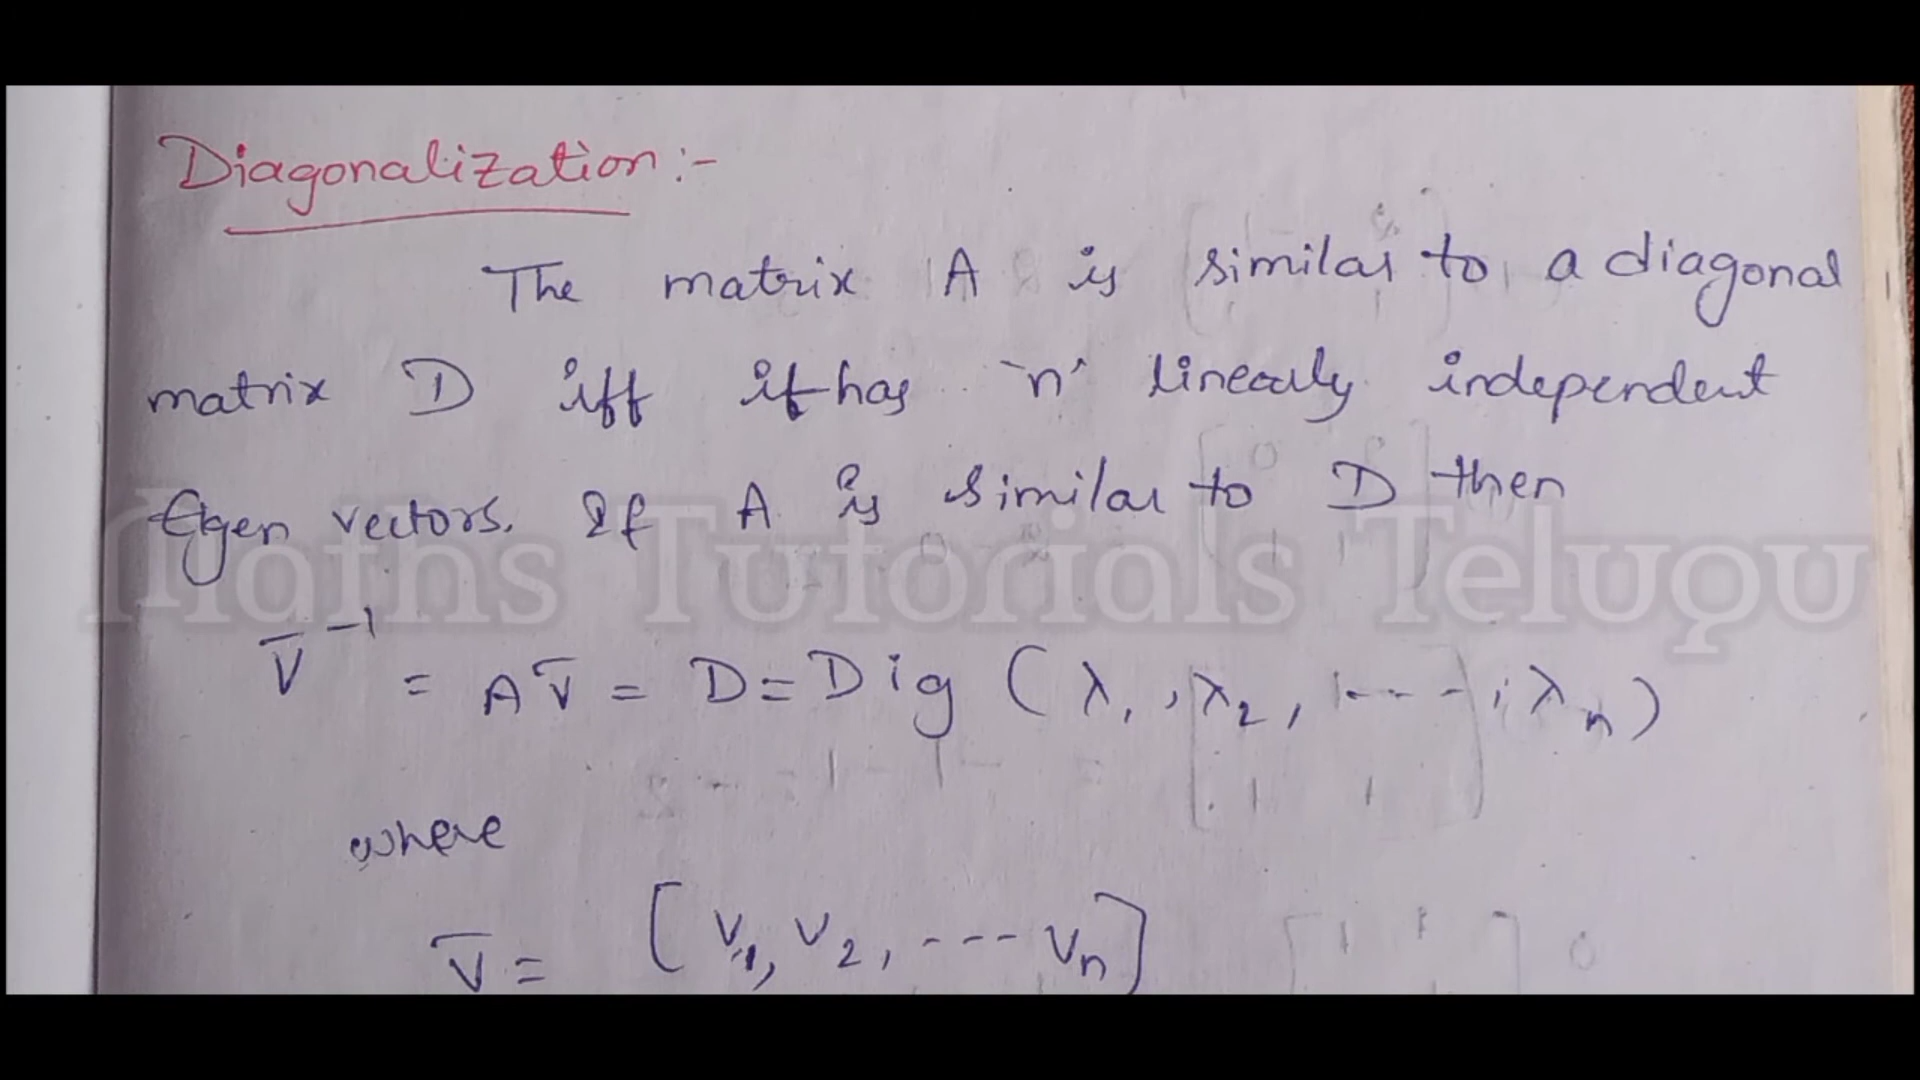 Diagonalization:-
The matrix A is similar to a diagonal
matrix D iff it has 'n' linearly independent
Eigen vectors. If A is similar to D then
Maths Tutorials Telugu
V̅⁻¹ = AV̅ = D = Dig (λ₁, λ₂, ----, λₙ)
where
V̅ = [V₁, V₂, ---- Vₙ]